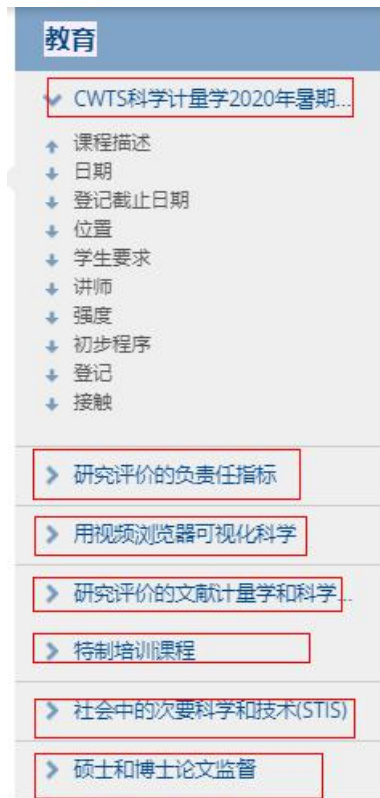 教育
CWTS科学计量学2020年暑期...
课程描述
日期
登记截止日期
位置
学生要求
讲师
强度
初步程序
登记
接触
研究评价的负责任指标
用视频浏览器可视化科学
研究评价的文献计量学和科学...
特制培训课程
社会中的次要科学和技术(STIS)
硕士和博士论文监督